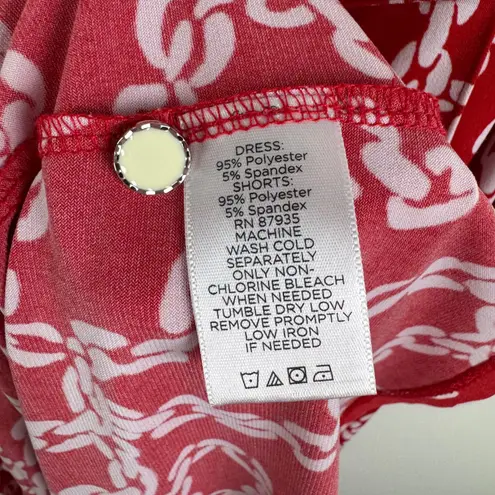 DRESS:
95% Polyester
5% Spandex
SHORTS:
95% Polyester
5% Spandex
RN 87935
MACHINE
WASH COLD
SEPARATELY
ONLY NON-
CHLORINE BLEACH
WHEN NEEDED
TUMBLE DRY LOW
REMOVE PROMPTLY
LOW IRON
IF NEEDED